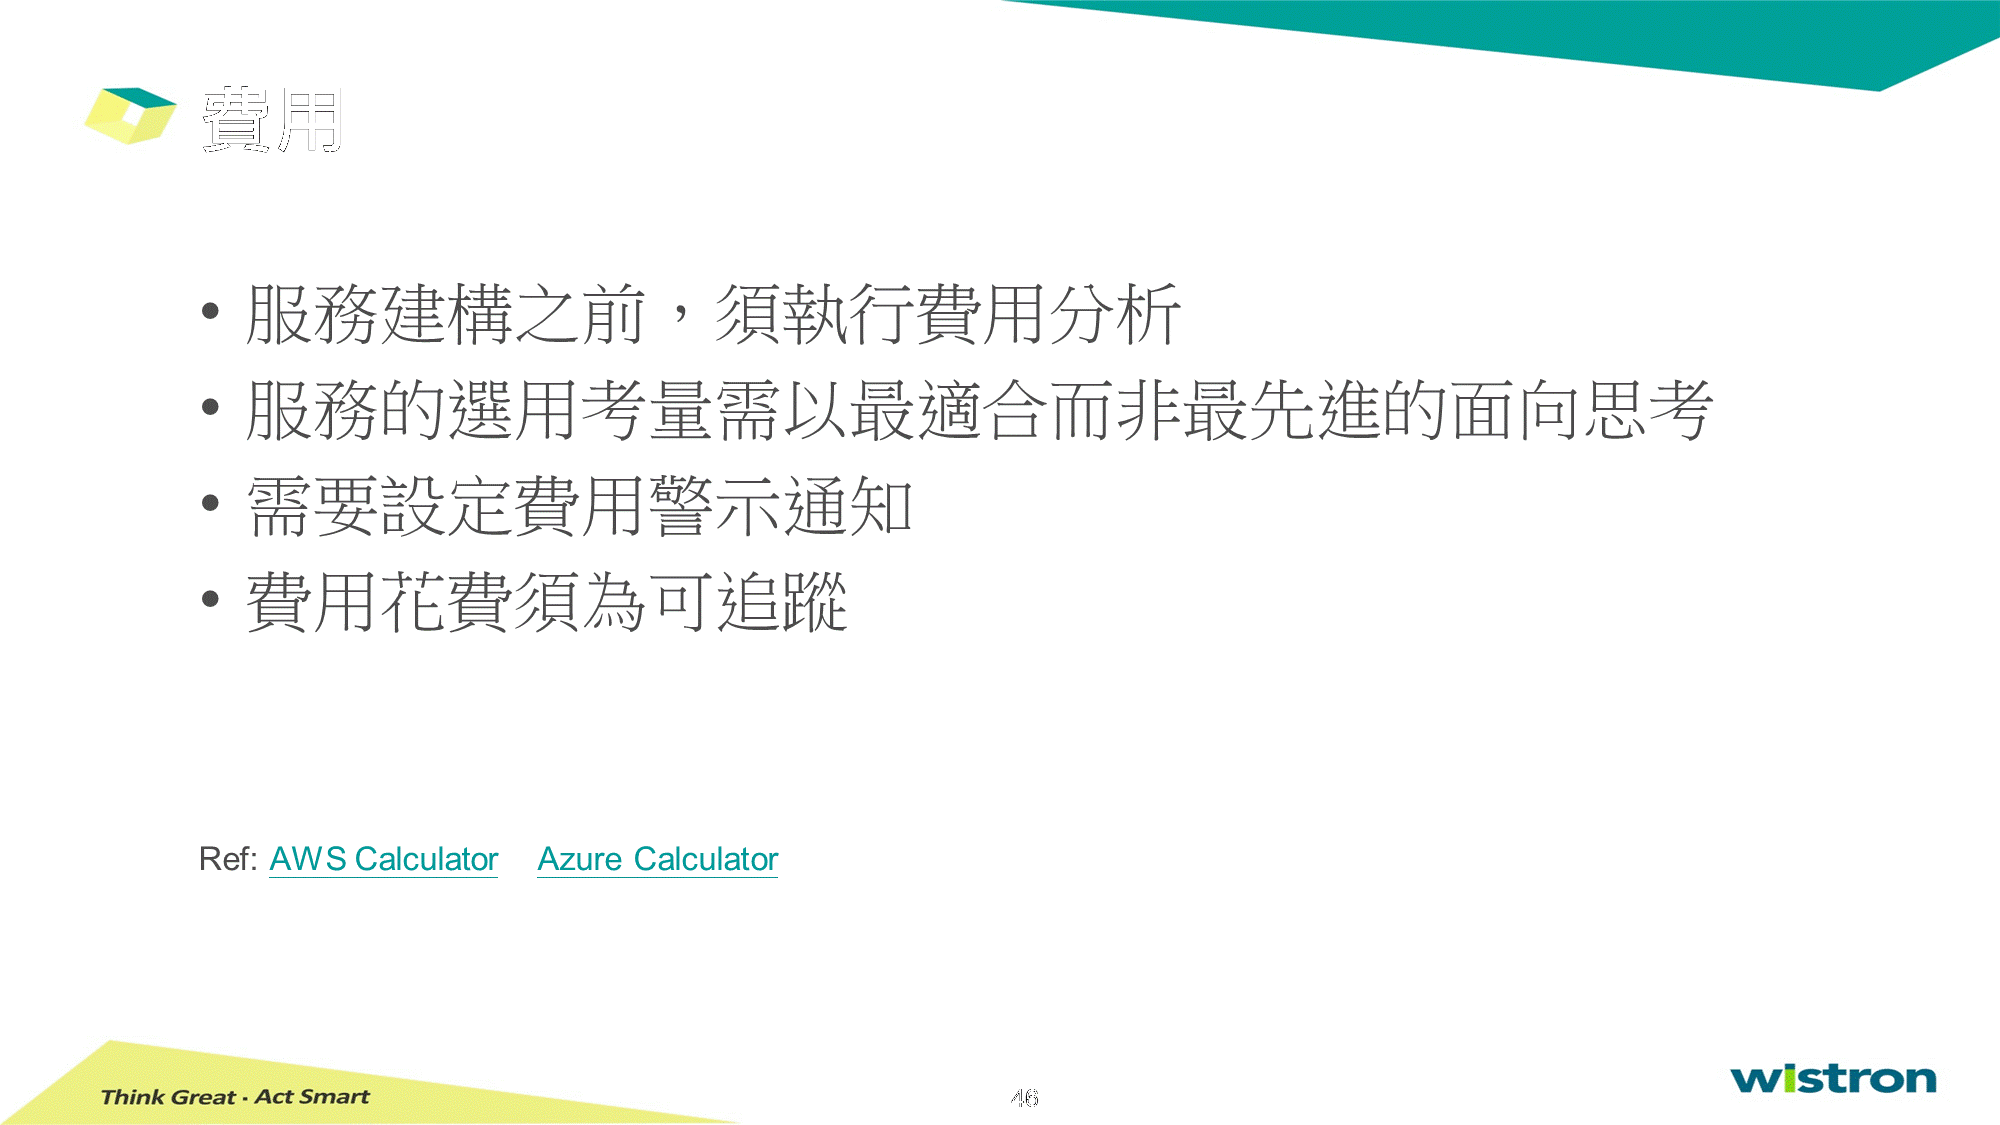 費用
• 服務建構之前，須執行費用分析
• 服務的選用考量需以最適合而非最先進的面向思考
• 需要設定費用警示通知
• 費用花費須為可追蹤
Ref: AWS Calculator Azure Calculator
Think Great · Act Smart
46
wistron